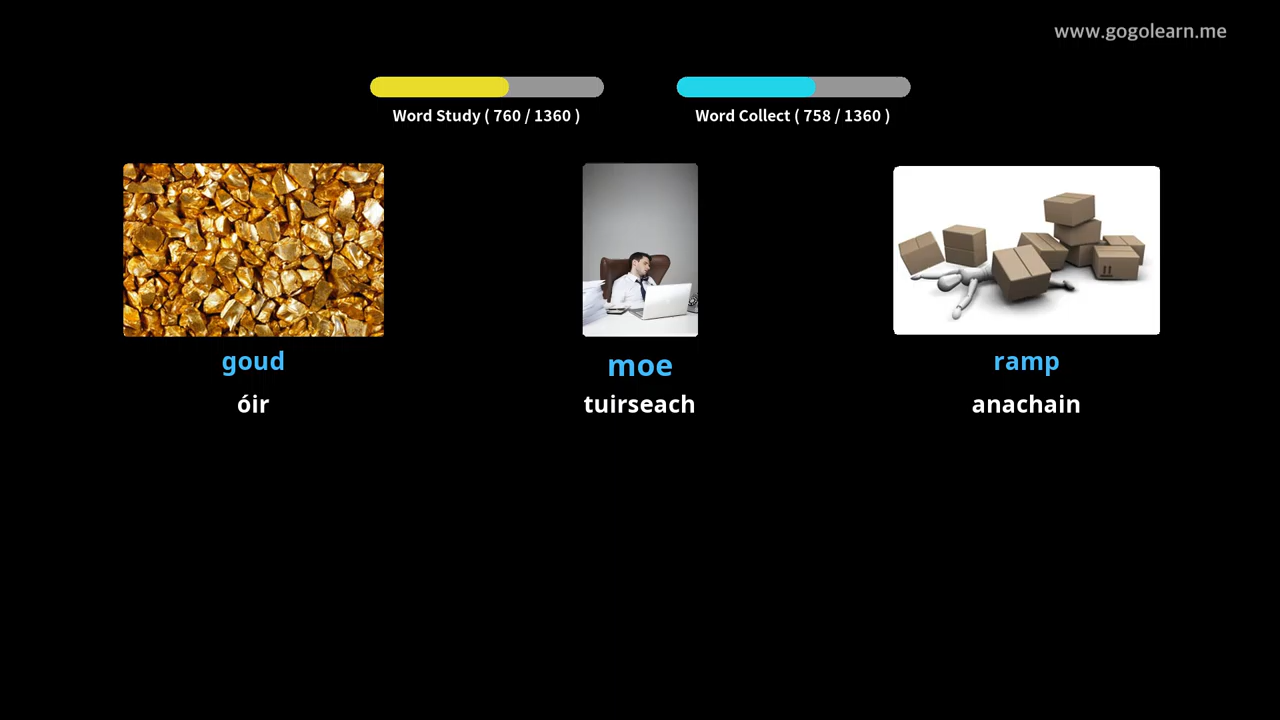 www.gogolearn.me
Word Study ( 760 / 1360 )
Word Collect ( 758 / 1360 )
goud
moe
ramp
óir
tuirseach
anachain